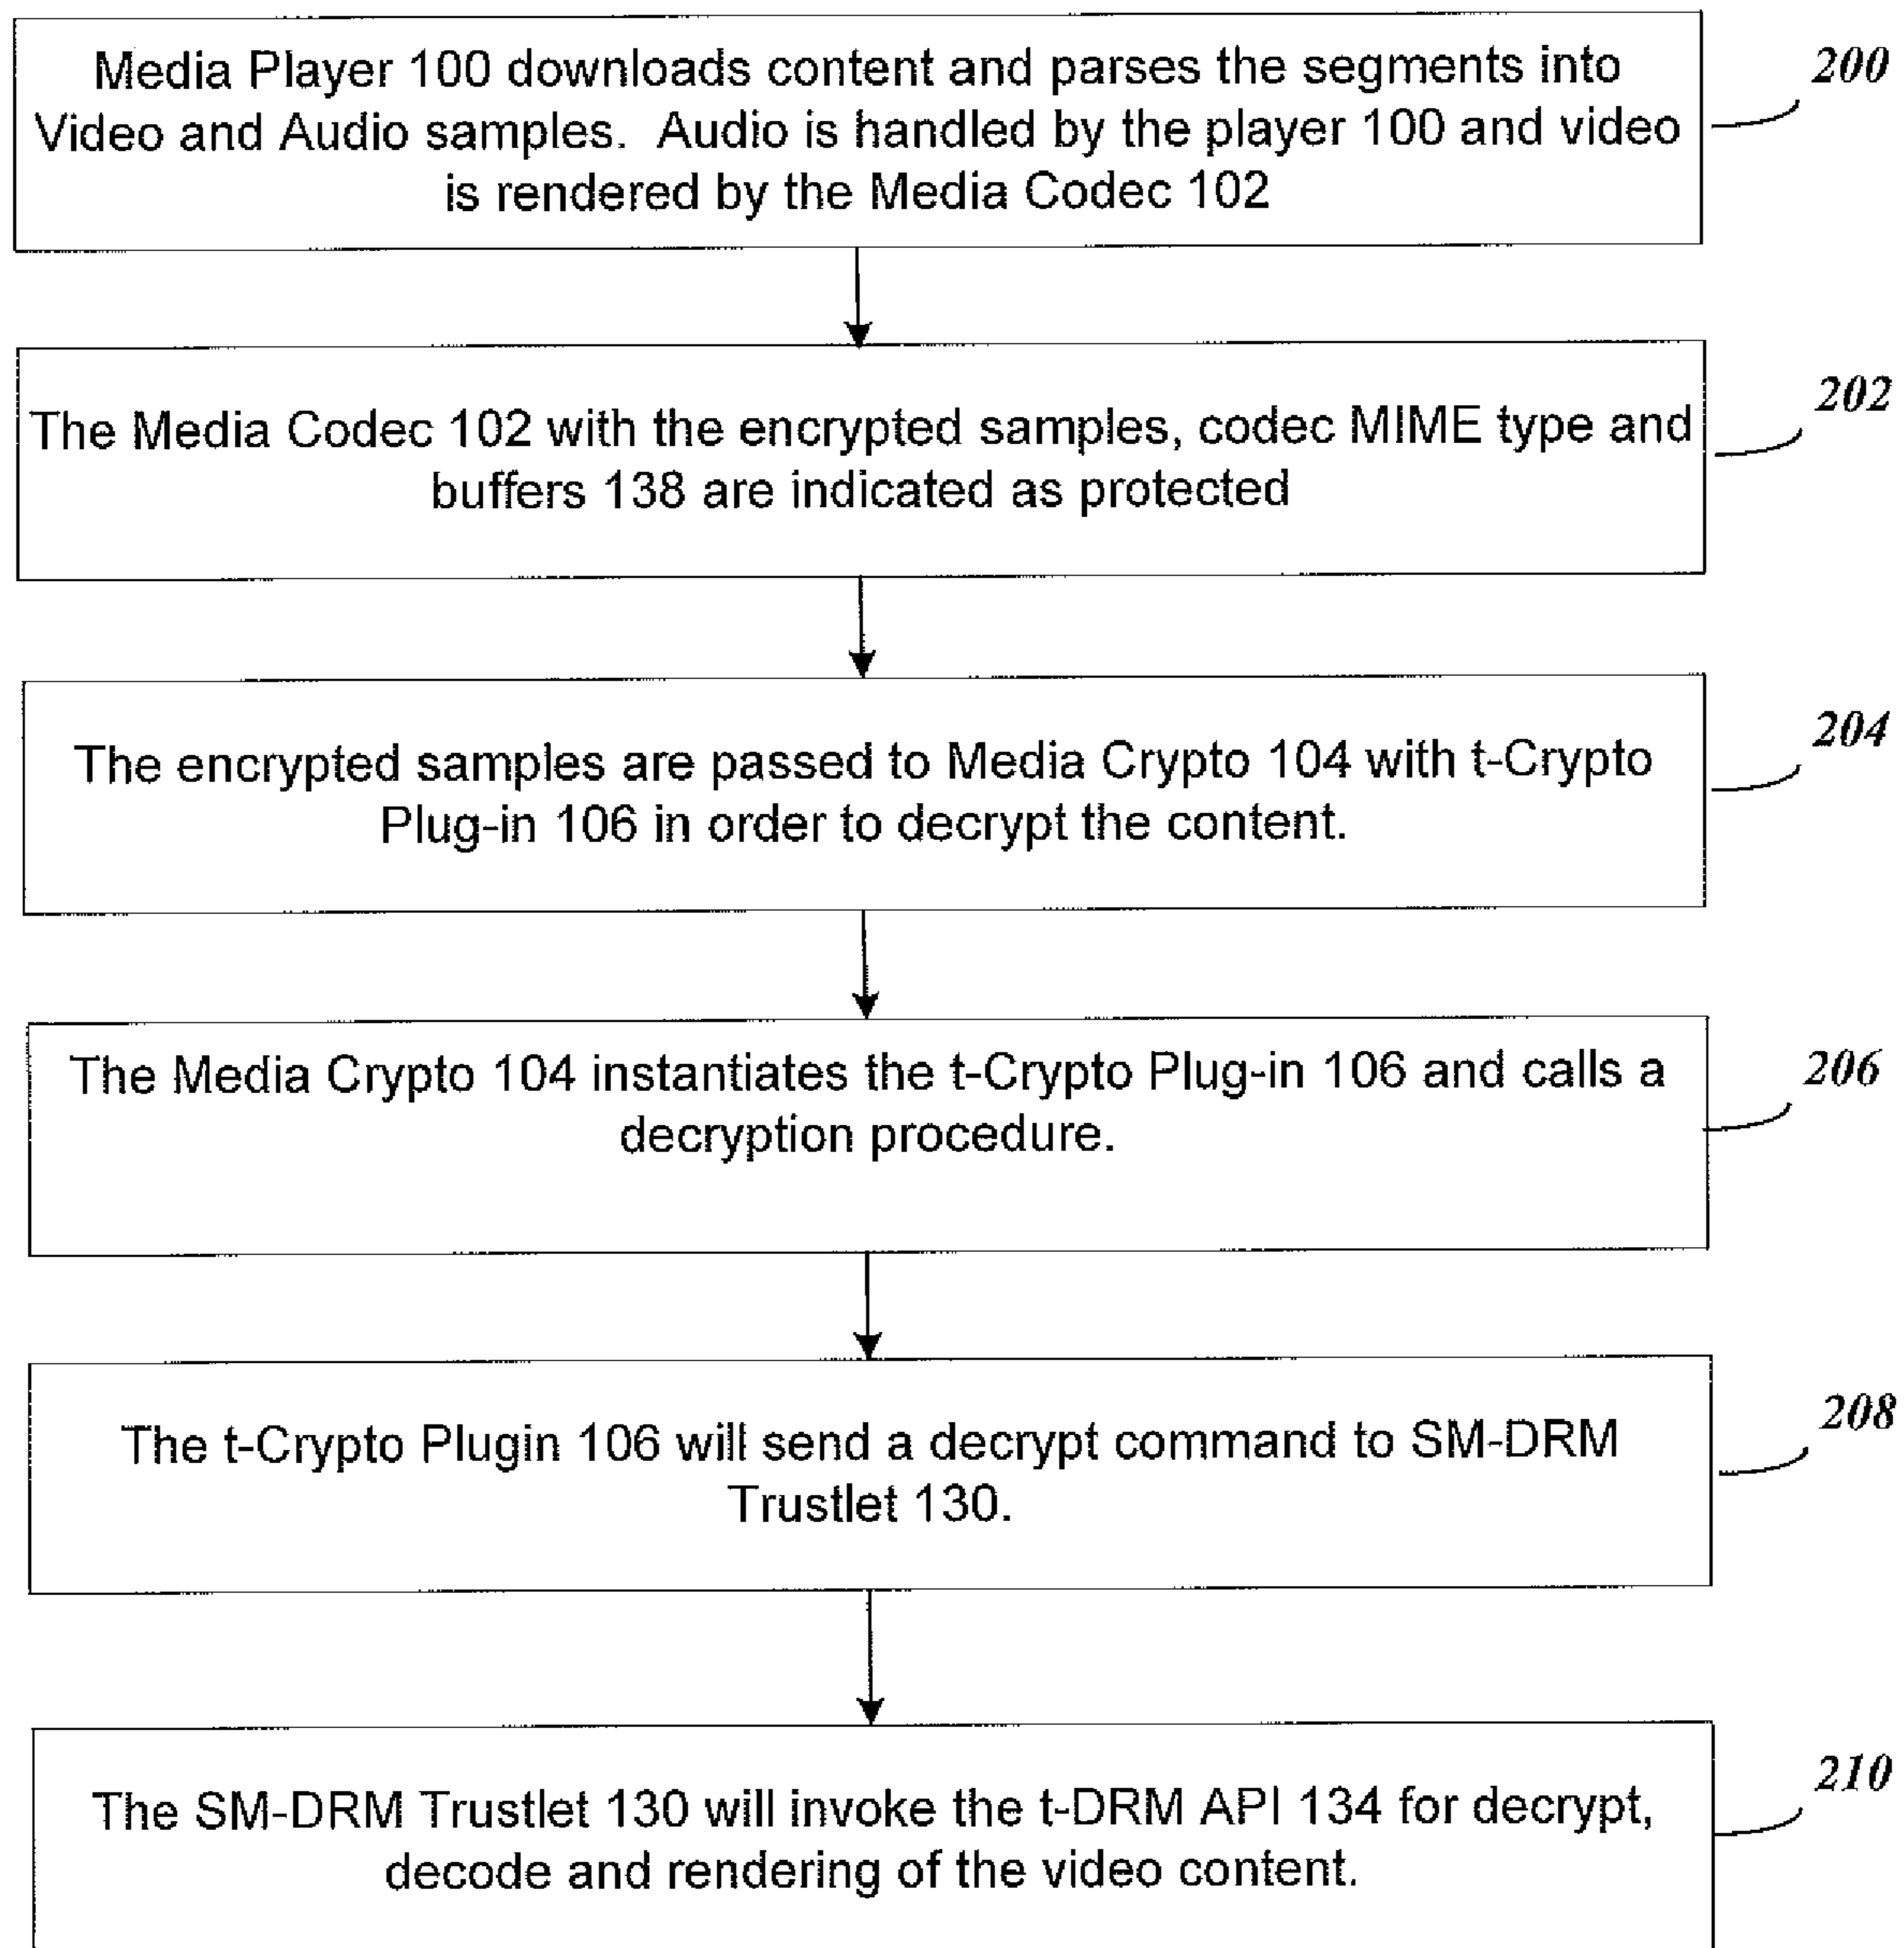 Media Player 100 downloads content and parses the segments into
Video and Audio samples.  Audio is handled by the player 100 and video
is rendered by the Media Codec 102
200
The Media Codec 102 with the encrypted samples, codec MIME type and
buffers 138 are indicated as protected
202
The encrypted samples are passed to Media Crypto 104 with t-Crypto
Plug-in 106 in order to decrypt the content.
204
The Media Crypto 104 instantiates the t-Crypto Plug-in 106 and calls a
decryption procedure.
206
The t-Crypto Plugin 106 will send a decrypt command to SM-DRM
Trustlet 130.
208
The SM-DRM Trustlet 130 will invoke the t-DRM API 134 for decrypt,
decode and rendering of the video content.
210